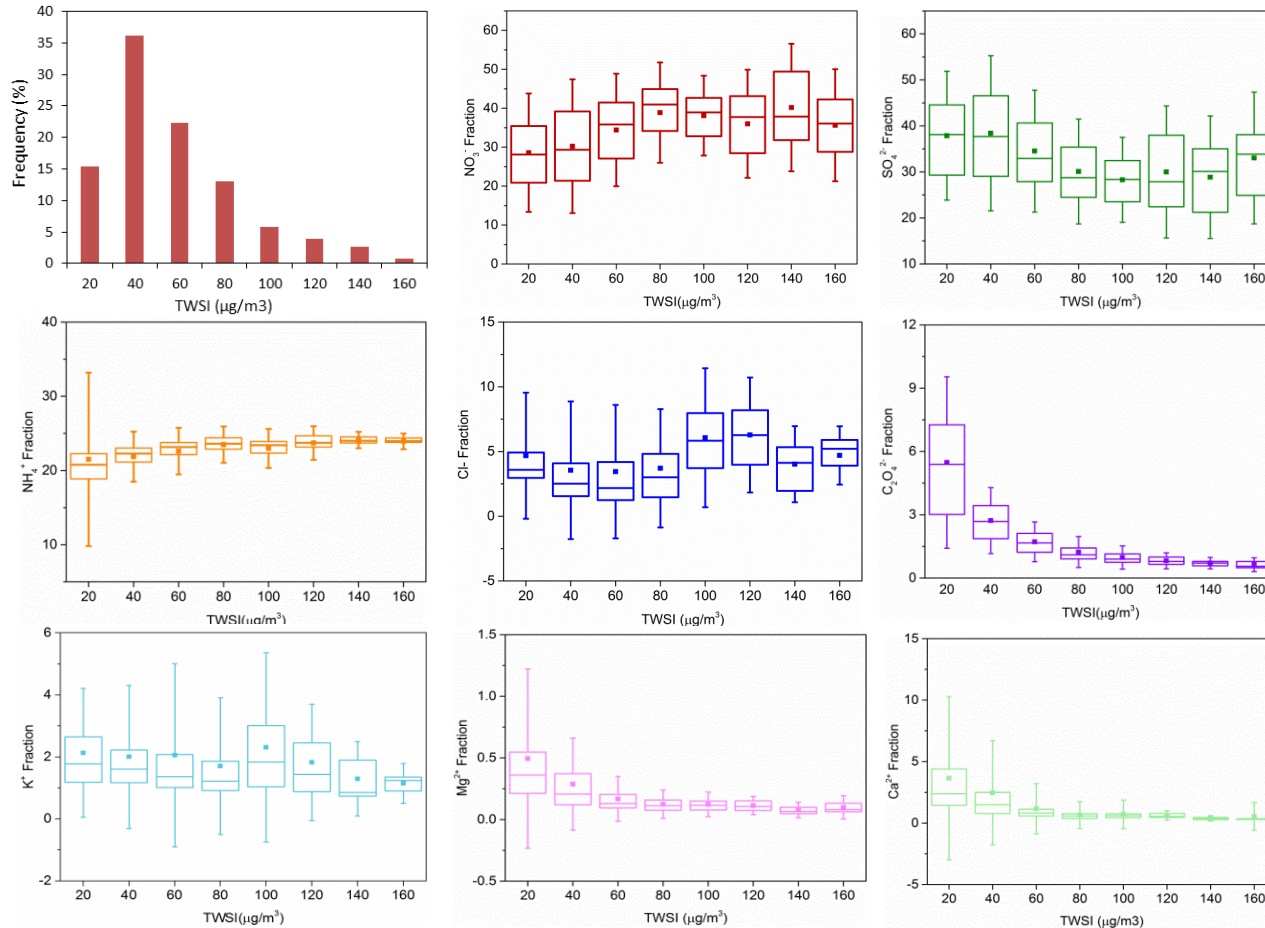 40
35
30
25
20
15
10
5
0
Frequency (%)
20 40 60 80 100 120 140 160
TWSI (µg/m3)
60
50
40
30
20
10
0
NO₃⁻ Fraction
20 40 60 80 100 120 140 160
TWSI(µg/m³)
60
50
40
30
20
10
SO₄²⁻ Fraction
20 40 60 80 100 120 140 160
TWSI (µg/m³)
40
30
20
10
NH₄⁺ Fraction
20 40 60 80 100 120 140 160
TWSI(µg/m³)
15
10
5
0
-5
Cl- Fraction
20 40 60 80 100 120 140 160
TWSI (µg/m³)
12
9
6
3
0
C₂O₄²⁻ Fraction
20 40 60 80 100 120 140 160
TWSI(µg/m³)
6
4
2
0
-2
K⁺ Fraction
20 40 60 80 100 120 140 160
TWSI(µg/m³)
1.5
1.0
0.5
0.0
-0.5
Mg²⁺ Fraction
20 40 60 80 100 120 140 160
TWSI(µg/m³)
15
10
5
0
-5
Ca²⁺ Fraction
20 40 60 80 100 120 140 160
TWSI (µg/m3)